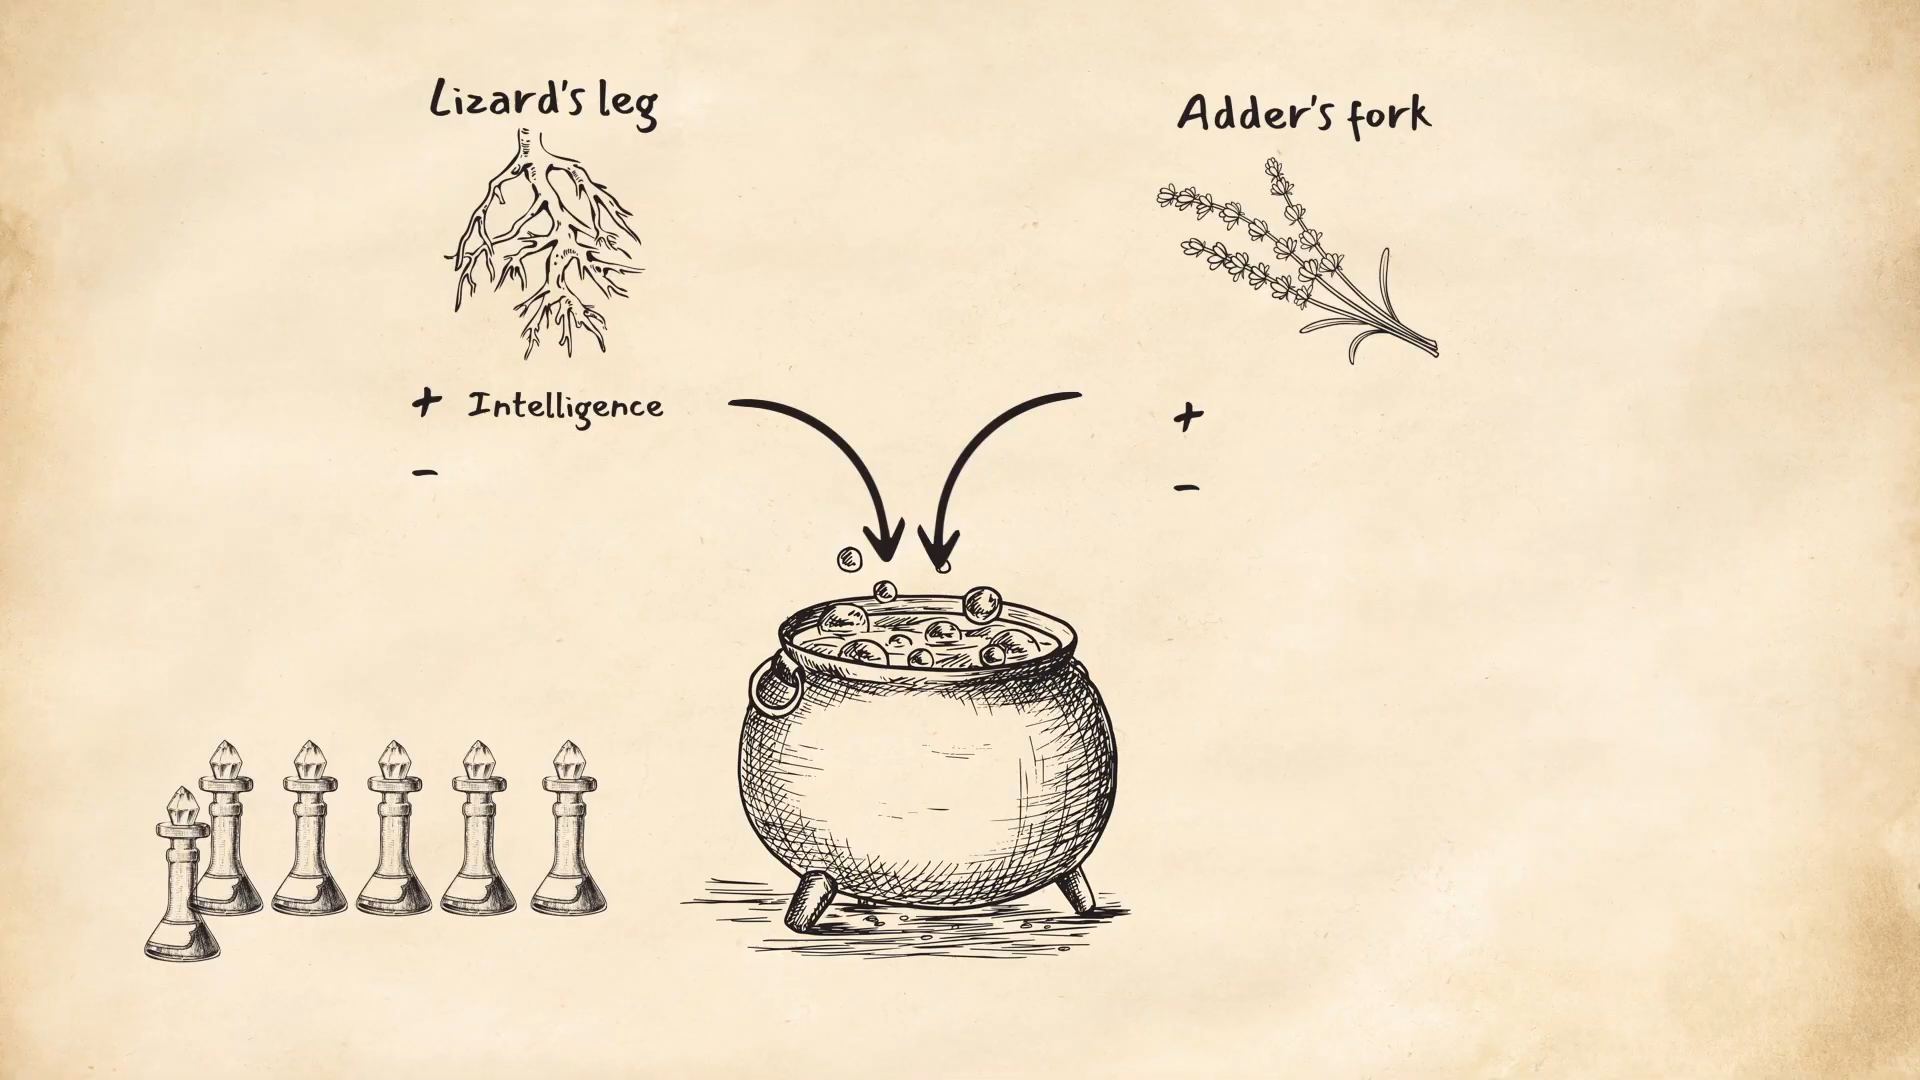 Lizard's leg
Adder's fork
+ Intelligence
+
-
-